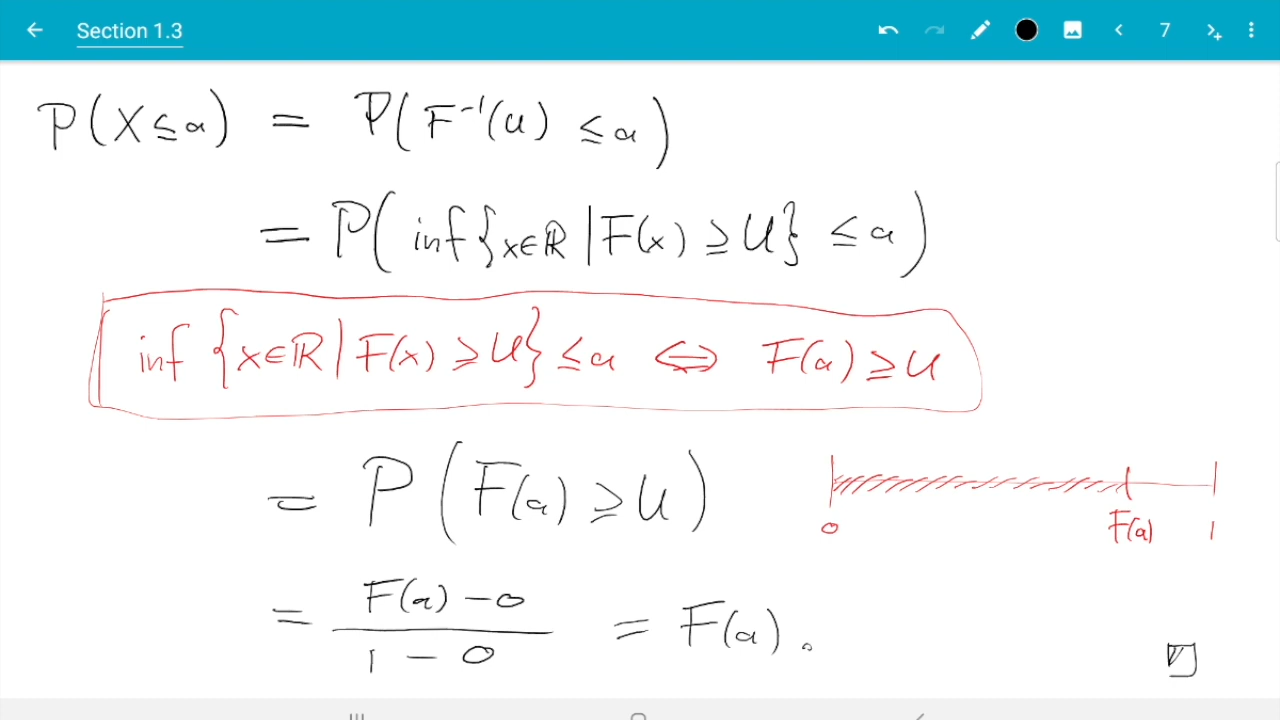 Section 1.3
7
P(X≤a) = P(F⁻¹(U) ≤a)
= P( inf{x∈ℝ | F(x) ≥ U} ≤ a )
inf {x∈ℝ | F(x) ≥ U} ≤ a ⇔ F(a) ≥ U
= P (F(a) ≥ U)
0 F(a) 1
= F(a) − 0 / 1 − 0 = F(a).